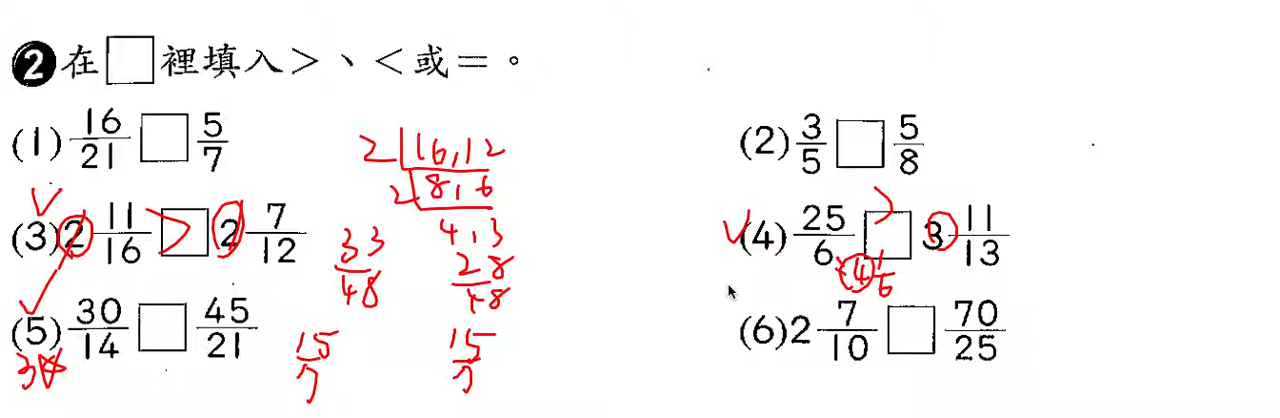 ❷在□裡填入>、<或=。
(1) 16/21 □ 5/7
2 16,12
(2) 3/5 □ 5/8
2 8,6
4,3
(3) 2 11/16 > □ 2 7/12
33/48
28/48
(4) 25/6 > □ 3 11/13
4 1/6
(5) 30/14 □ 45/21
15/7
15/7
(6) 2 7/10 □ 70/25